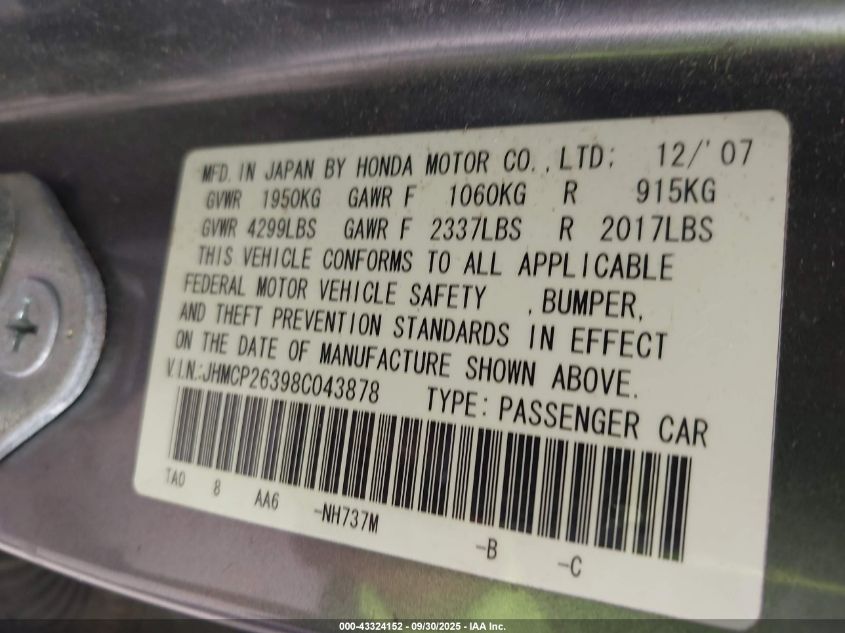 MFD. IN JAPAN BY HONDA MOTOR CO., LTD: 12/'07
GVWR 1950KG GAWR F 1060KG R 915KG
GVWR 4299LBS GAWR F 2337LBS R 2017LBS
THIS VEHICLE CONFORMS TO ALL APPLICABLE
FEDERAL MOTOR VEHICLE SAFETY , BUMPER,
AND THEFT PREVENTION STANDARDS IN EFFECT
ON THE DATE OF MANUFACTURE SHOWN ABOVE.
V.I.N.:JHMCP26398C043878 TYPE: PASSENGER CAR
TA0 8 AA6 -NH737M -B -C
000-43324152 - 09/30/2025 - IAA Inc.